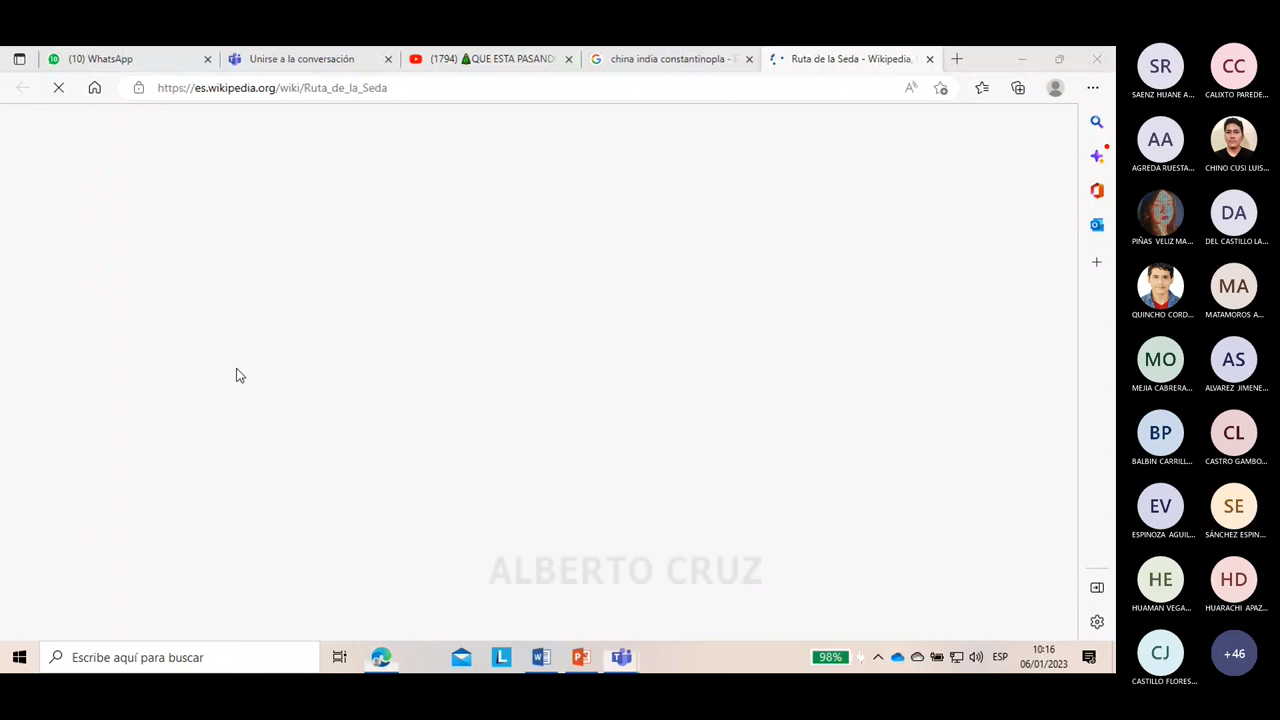 (10) WhatsApp
Unirse a la conversación
(1794) 🎄QUE ESTA PASAND
china india constantinopla - E
Ruta de la Seda - Wikipedia,
https://es.wikipedia.org/wiki/Ruta_de_la_Seda
ALBERTO CRUZ
Escribe aquí para buscar
98%
ESP
10:16
06/01/2023
SR
SAENZ HUANE A...
CC
CALIXTO PAREDE...
AA
AGREDA RUESTA...
CHINO CUSI LUIS...
PIÑAS VELIZ MA...
DA
DEL CASTILLO LA...
QUINCHO CORD...
MA
MATAMOROS A...
MO
MEJIA CABRERA...
AS
ALVAREZ JIMENE...
BP
BALBIN CARRILL...
CL
CASTRO GAMBO...
EV
ESPINOZA AGUIL...
SE
SÁNCHEZ ESPIN...
HE
HUAMAN VEGA...
HD
HUARACHI APAZ...
CJ
CASTILLO FLORES...
+46